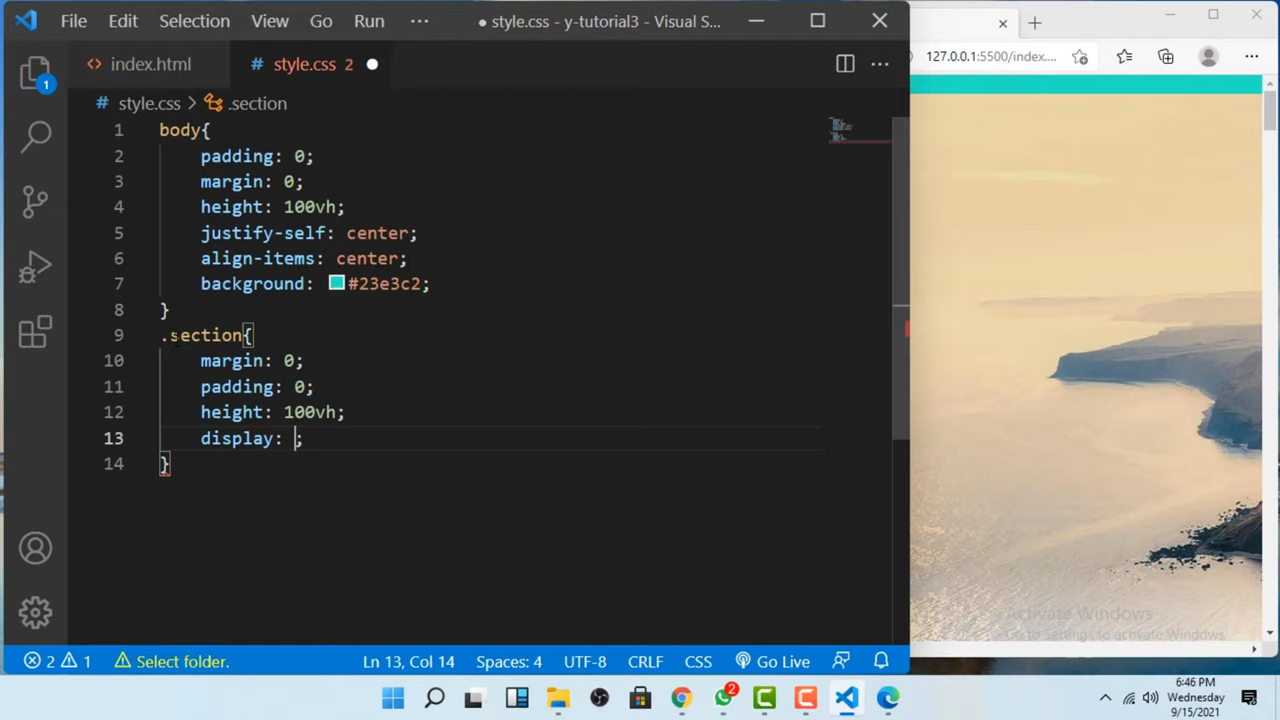 File Edit Selection View Go Run ··· ● style.css - y-tutorial3 - Visual S...
<> index.html # style.css 2 ●
# style.css > .section
1 body{
2 padding: 0;
3 margin: 0;
4 height: 100vh;
5 justify-self: center;
6 align-items: center;
7 background: #23e3c2;
8 }
9 .section{
10 margin: 0;
11 padding: 0;
12 height: 100vh;
13 display: ;
14 }
1
127.0.0.1:5500/index....
Activate Windows
Go to Settings to activate Windows.
2 1 Select folder. Ln 13, Col 14 Spaces: 4 UTF-8 CRLF CSS Go Live
2
6:46 PM
Wednesday
9/15/2021